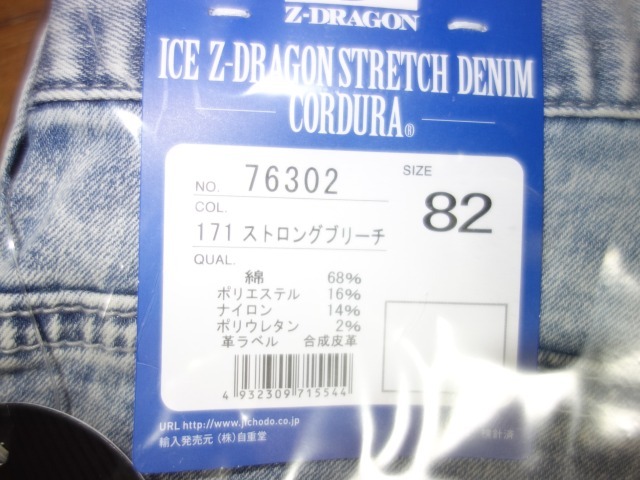 Z-DRAGON
ICE Z-DRAGON STRETCH DENIM
CORDURA®
NO. 76302
SIZE
82
COL.
171 ストロングブリーチ
QUAL.
綿 68%
ポリエステル 16%
ナイロン 14%
ポリウレタン 2%
革ラベル 合成皮革
4 932309 715544
URL http://www.jichodo.co.jp
輸入発売元 (株)自重堂
検針済